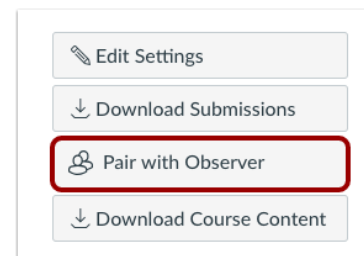 Edit Settings
Download Submissions
Pair with Observer
Download Course Content